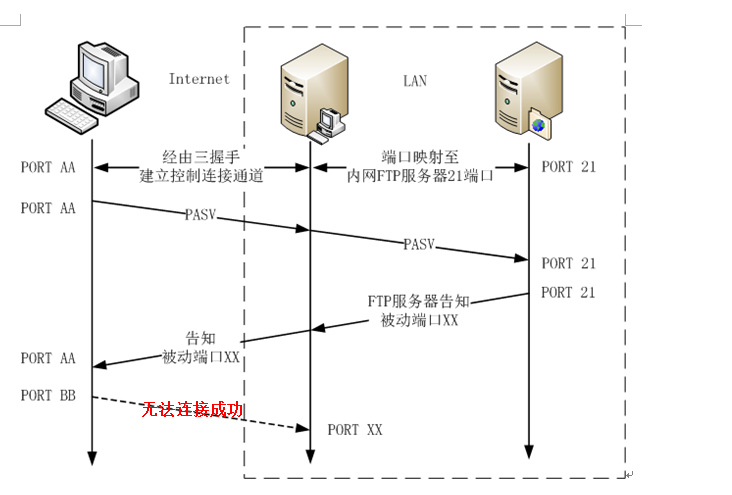 Internet
LAN
经由三握手
建立控制连接通道
端口映射至
内网FTP服务器21端口
PORT AA
PORT 21
PORT AA
PASV
PASV
PORT 21
PORT 21
FTP服务器告知
被动端口XX
告知
被动端口XX
PORT AA
PORT BB
无法连接成功
PORT XX